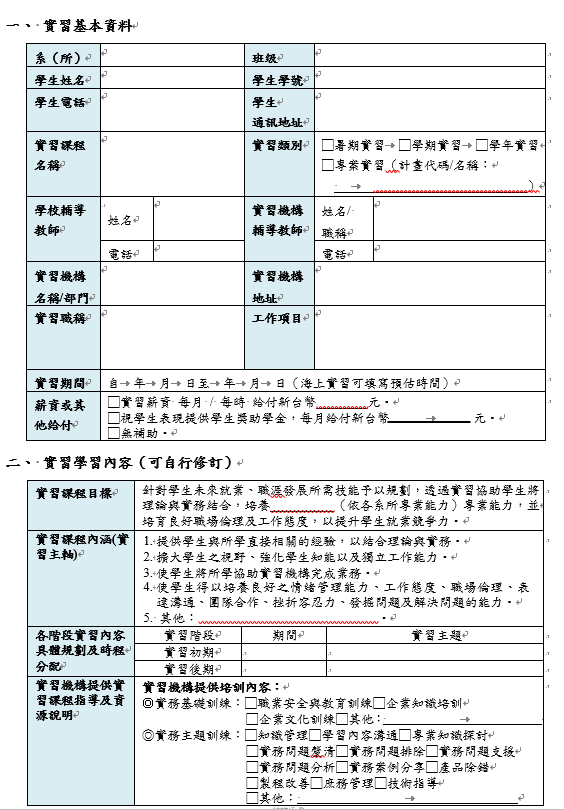 一、實習基本資料
系（所） 班級
學生姓名 學生學號
學生電話 學生
通訊地址
實習課程
名稱
實習類別
□暑期實習 □學期實習 □學年實習
□專案實習（計畫代碼/名稱：
）
學校輔導
教師
姓名
電話
實習機構
輔導教師
姓名/
職稱
電話
實習機構
名稱/部門
實習機構
地址
實習職稱 工作項目
實習期間 自 年 月 日至 年 月 日（海上實習可填寫預估時間）
薪資或其
他給付
□實習薪資 每月/每時 給付新台幣 元。
□視學生表現提供學生獎助學金，每月給付新台幣 元。
□無補助。
二、實習學習內容（可自行修訂）
實習課程目標
針對學生未來就業、職涯發展所需技能予以規劃，透過實習協助學生將
理論與實務結合，培養 （依各系所專業能力）專業能力，並
培育良好職場倫理及工作態度，以提升學生就業競爭力。
實習課程內涵(實
習主軸)
1.提供學生與所學直接相關的經驗，以結合理論與實務。
2.擴大學生之視野、強化學生知能以及獨立工作能力。
3.使學生將所學協助實習機構完成業務。
4.使學生得以培養良好之情緒管理能力、工作態度、職場倫理、表
達溝通、團隊合作、挫折容忍力、發掘問題及解決問題的能力。
5. 其他：
各階段實習內容
具體規劃及時程
分配
實習階段 期間 實習主題
實習初期
實習後期
實習機構提供實
習課程指導及資
源說明
實習機構提供培訓內容：
◎實務基礎訓練：□職業安全與教育訓練□企業知識培訓
□企業文化訓練□其他：
◎實務主題訓練：□知識管理□學習內容溝通□專業知識探討
□實務問題釐清□實務問題排除□實務問題支援
□實務問題分析□實務案例分享□產品除錯
□製程改善□庶務管理□技術指導
□其他：